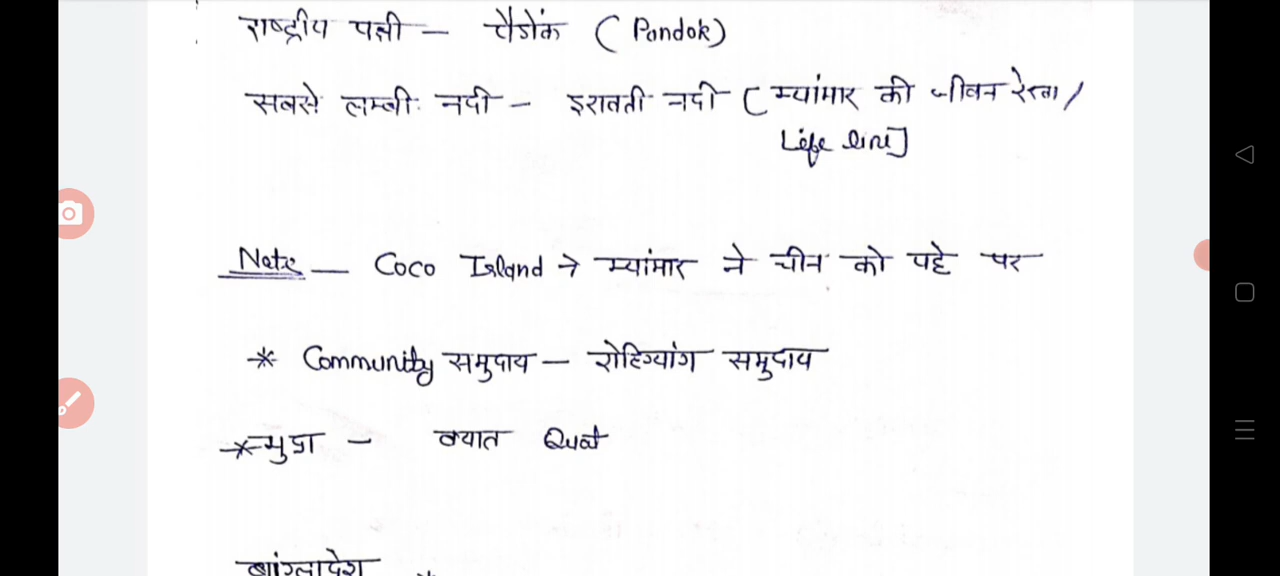 राष्ट्रीय पक्षी – पैडोंक ( Pandok)
सबसे लम्बी नदी – इरावती नदी ( म्यांमार की जीवन रेखा /
Life line]
Note – Coco Island → म्यांमार ने चीन को पट्टे पर
* Community समुदाय – रोहिंग्यांग समुदाय
* मुद्रा – क्यात Quat
बांग्लादेश